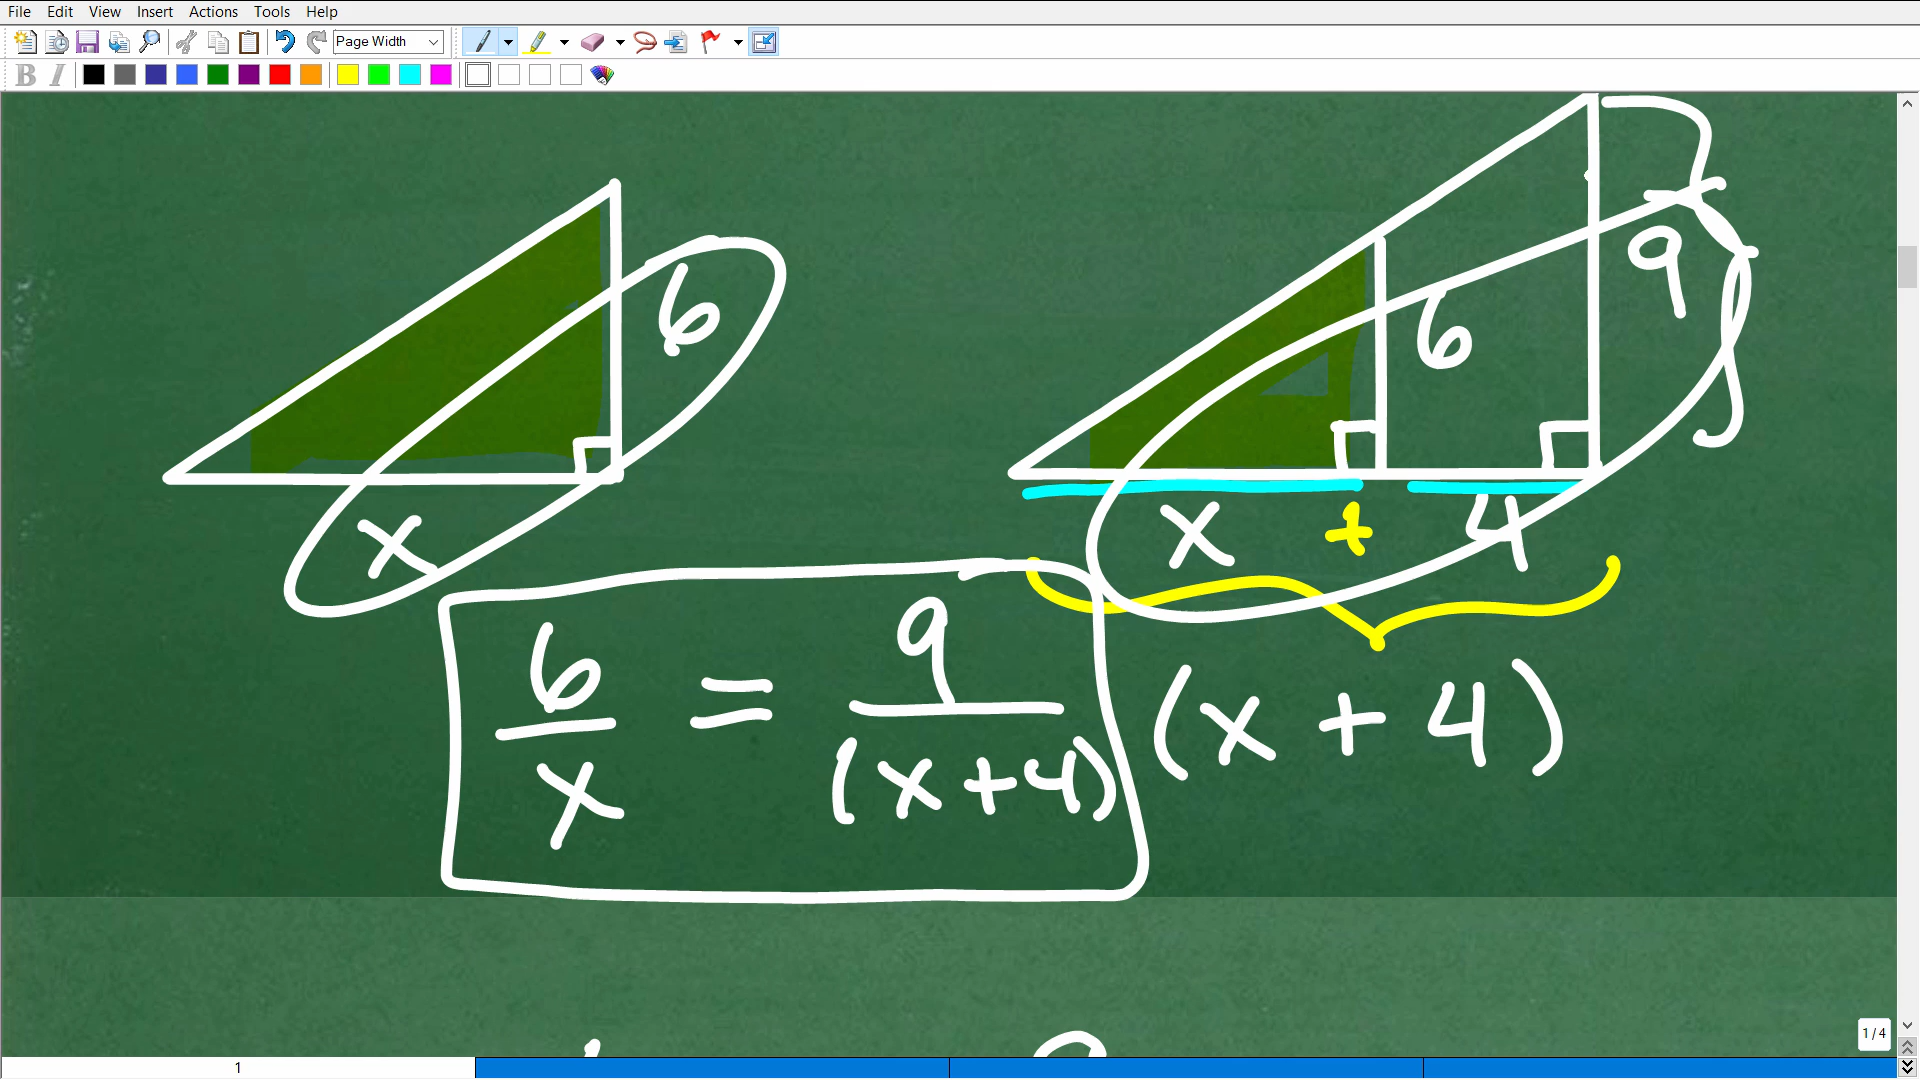 File Edit View Insert Actions Tools Help
Page Width
B I
6 9
6
x x + 4
6/x = 9/(x+4) (x + 4)
1 / 4
1